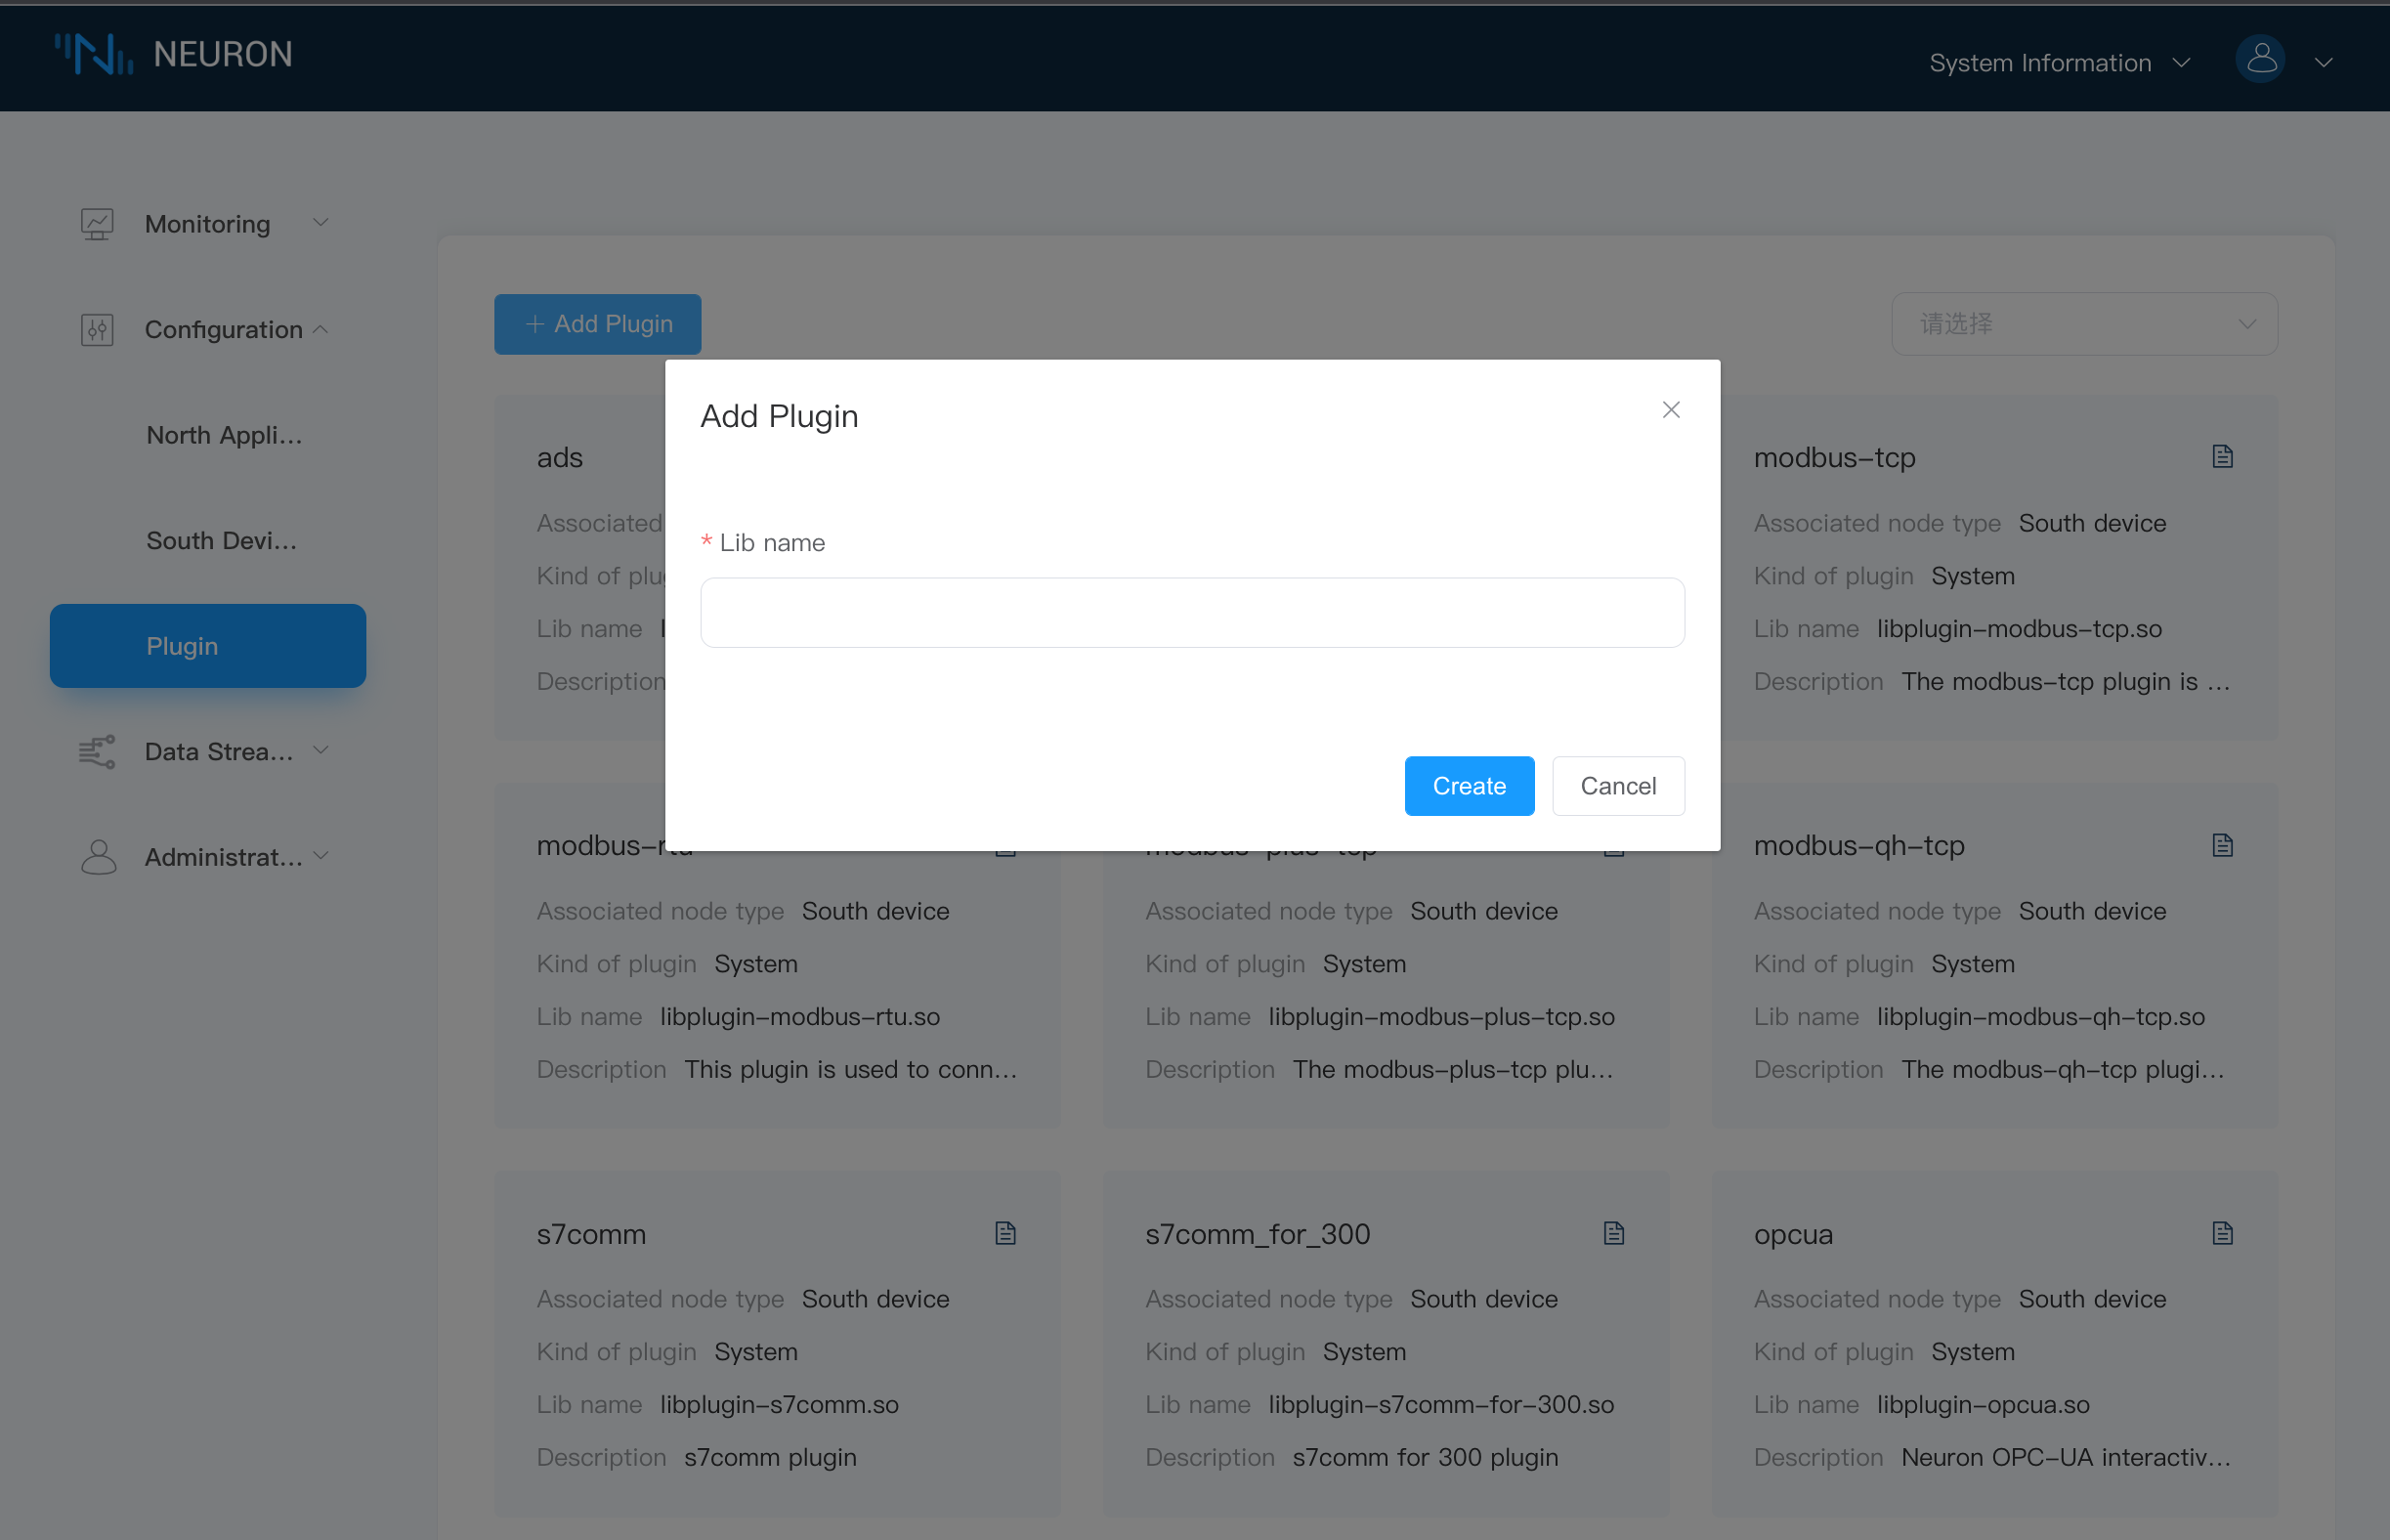 NEURON
System Information
Monitoring
Configuration
North Appli...
South Devi...
Plugin
Data Strea...
Administrat...
+ Add Plugin
请选择
Add Plugin
* Lib name
Create
Cancel
ads
Associated
Kind of
Lib name
Description
modbus-tcp
Associated node type South device
Kind of plugin System
Lib name libplugin-modbus-tcp.so
Description The modbus-tcp plugin is ...
modbus-rtu
Associated node type South device
Kind of plugin System
Lib name libplugin-modbus-rtu.so
Description This plugin is used to conn...
modbus-plus-tcp
Associated node type South device
Kind of plugin System
Lib name libplugin-modbus-plus-tcp.so
Description The modbus-plus-tcp plu...
modbus-qh-tcp
Associated node type South device
Kind of plugin System
Lib name libplugin-modbus-qh-tcp.so
Description The modbus-qh-tcp plugi...
s7comm
Associated node type South device
Kind of plugin System
Lib name libplugin-s7comm.so
Description s7comm plugin
s7comm_for_300
Associated node type South device
Kind of plugin System
Lib name libplugin-s7comm-for-300.so
Description s7comm for 300 plugin
opcua
Associated node type South device
Kind of plugin System
Lib name libplugin-opcua.so
Description Neuron OPC-UA interactiv...